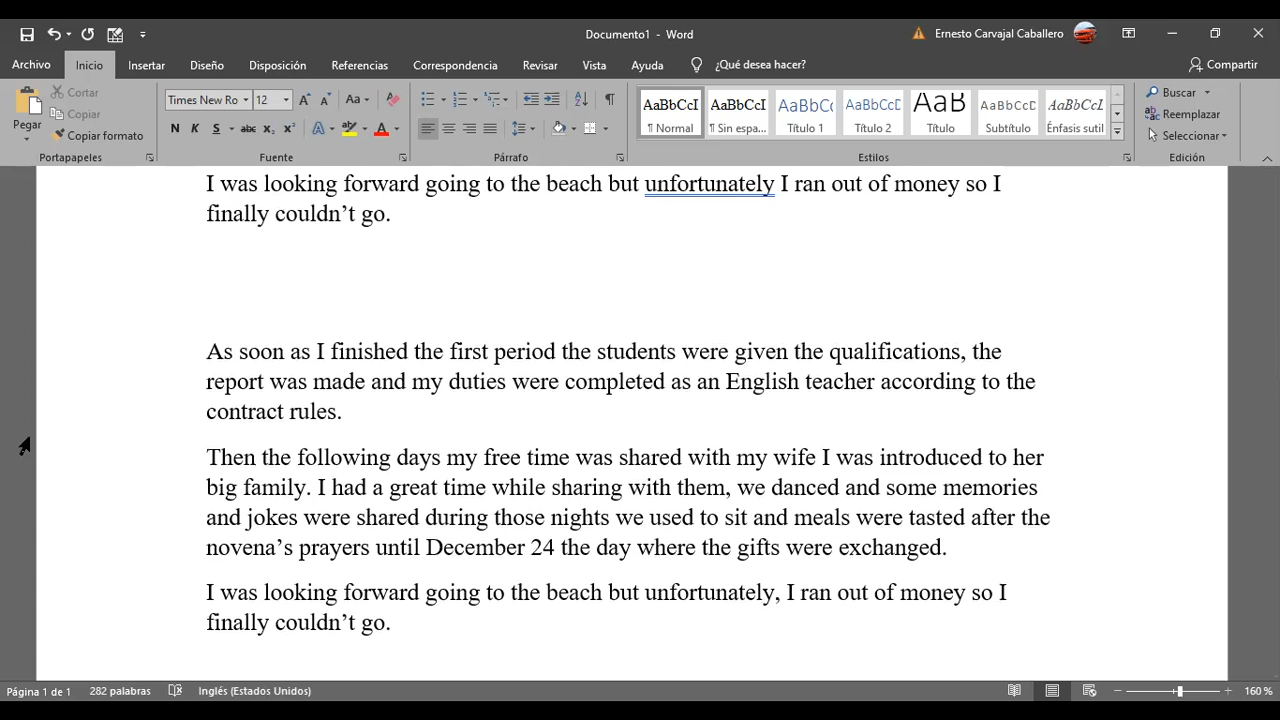 Documento1 - Word
Ernesto Carvajal Caballero
Archivo Inicio Insertar Diseño Disposición Referencias Correspondencia Revisar Vista Ayuda ¿Qué desea hacer? Compartir
Pegar
Cortar
Copiar
Copiar formato
Portapapeles
Times New Ro 12
Aa
N K S abc x₂ x² A A
Fuente
Párrafo
AaBbCcI AaBbCcI AaBbC AaBbCcD AaB AaBbCcD AaBbCcL
¶ Normal ¶ Sin espa... Título 1 Título 2 Título Subtítulo Énfasis sutil
Estilos
Buscar
Reemplazar
Seleccionar
Edición
I was looking forward going to the beach but unfortunately I ran out of money so I
finally couldn’t go.
As soon as I finished the first period the students were given the qualifications, the
report was made and my duties were completed as an English teacher according to the
contract rules.
Then the following days my free time was shared with my wife I was introduced to her
big family. I had a great time while sharing with them, we danced and some memories
and jokes were shared during those nights we used to sit and meals were tasted after the
novena’s prayers until December 24 the day where the gifts were exchanged.
I was looking forward going to the beach but unfortunately, I ran out of money so I
finally couldn’t go.
Página 1 de 1 282 palabras Inglés (Estados Unidos) 160 %